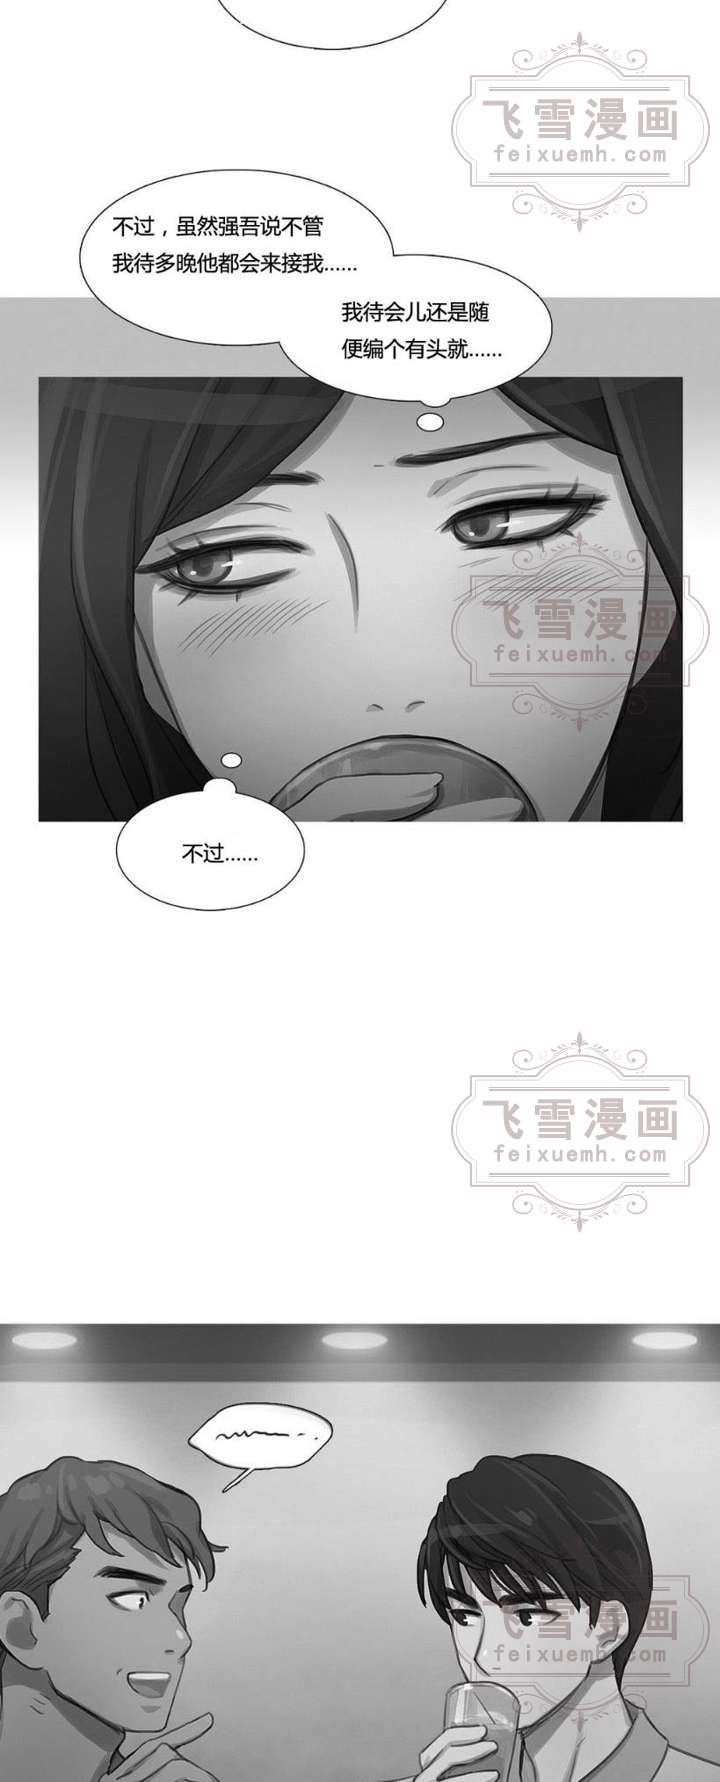 飞雪漫画
feixuemh.com
不过，虽然强吾说不管
我待多晚他都会来接我……
我待会儿还是随
便编个有头就……
飞雪漫画
feixuemh.com
不过……
飞雪漫画
feixuemh.com
飞雪漫画
feixuemh.com